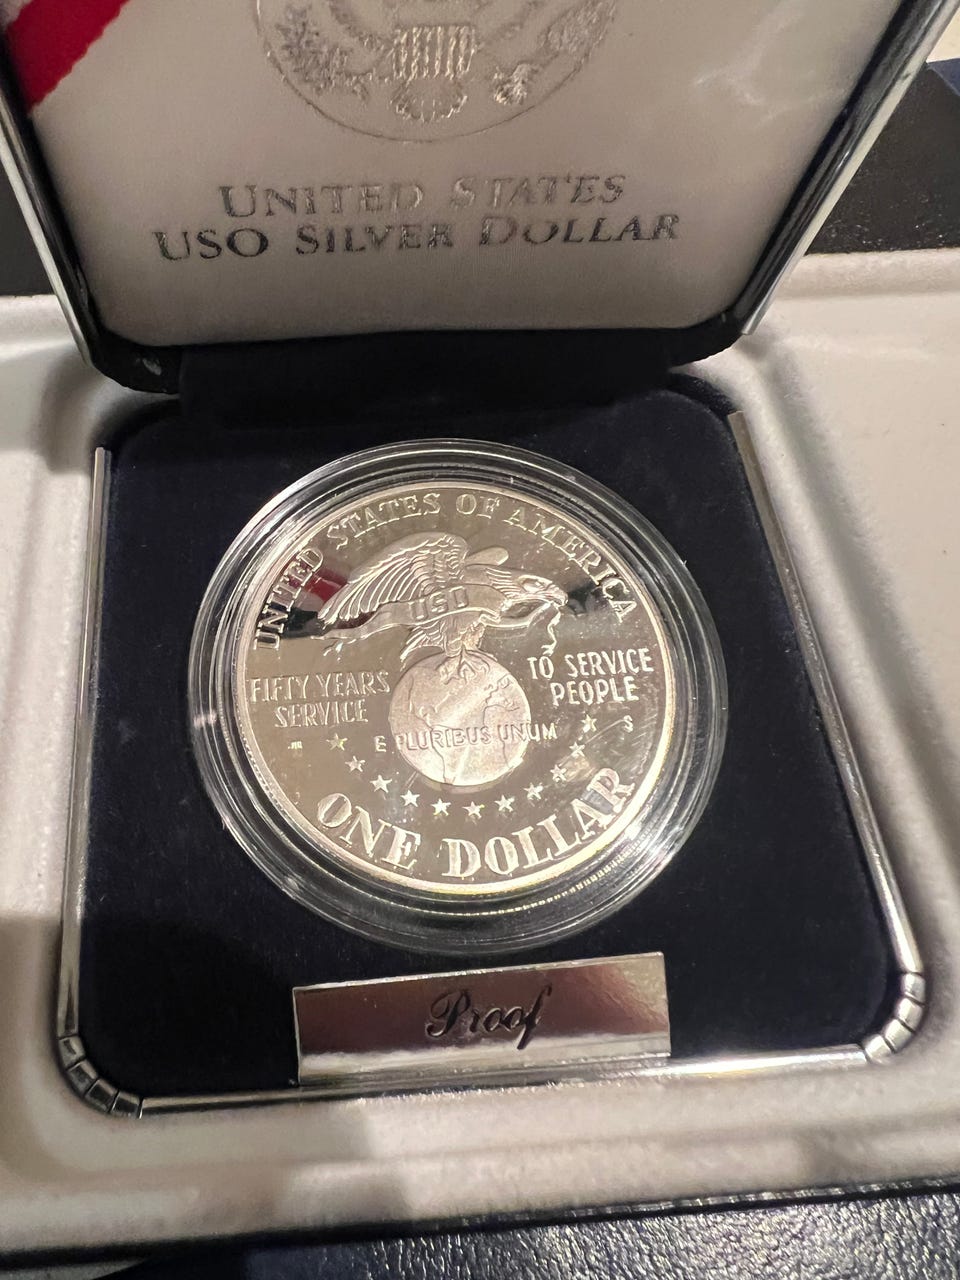 UNITED STATES
USO SILVER DOLLAR
UNITED STATES OF AMERICA
USO
FIFTY YEARS
SERVICE
TO SERVICE
PEOPLE
S
E PLURIBUS UNUM
ONE DOLLAR
Proof